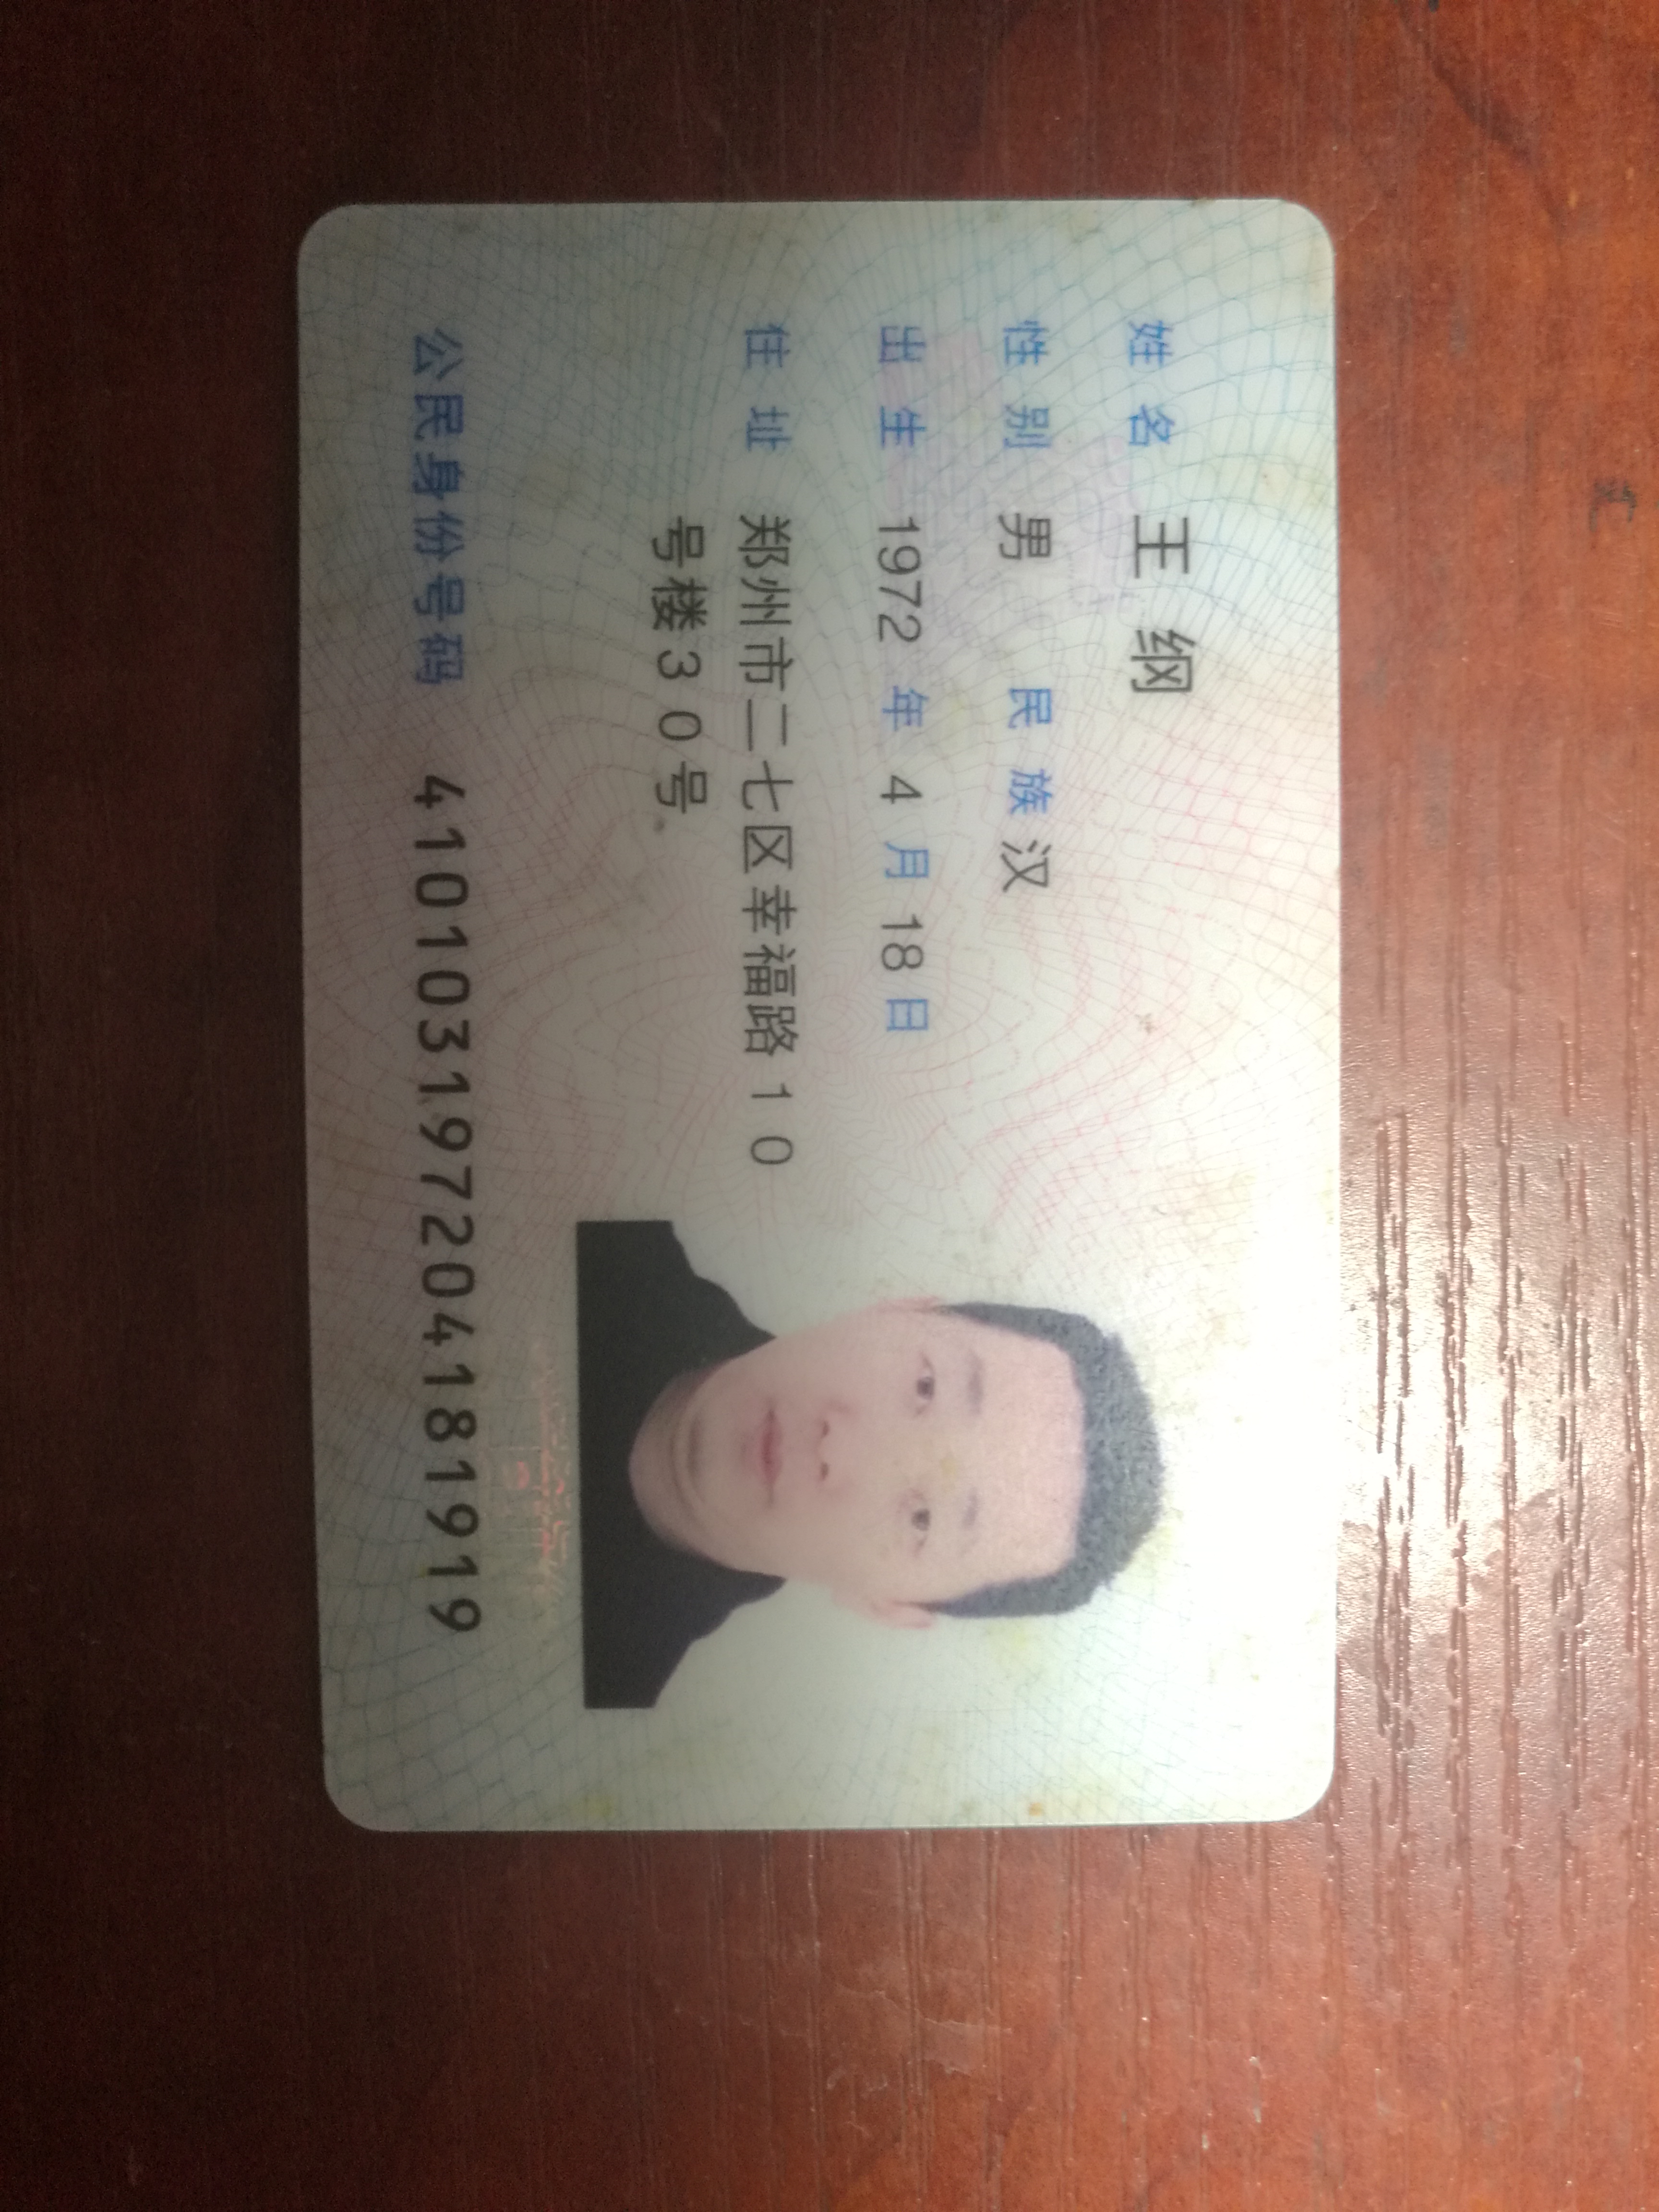 姓名 王纲
性别 男 民族 汉
出生 1972 年 4 月 18 日
住址 郑州市二七区幸福路10
号楼30号
公民身份号码 410103197204181919